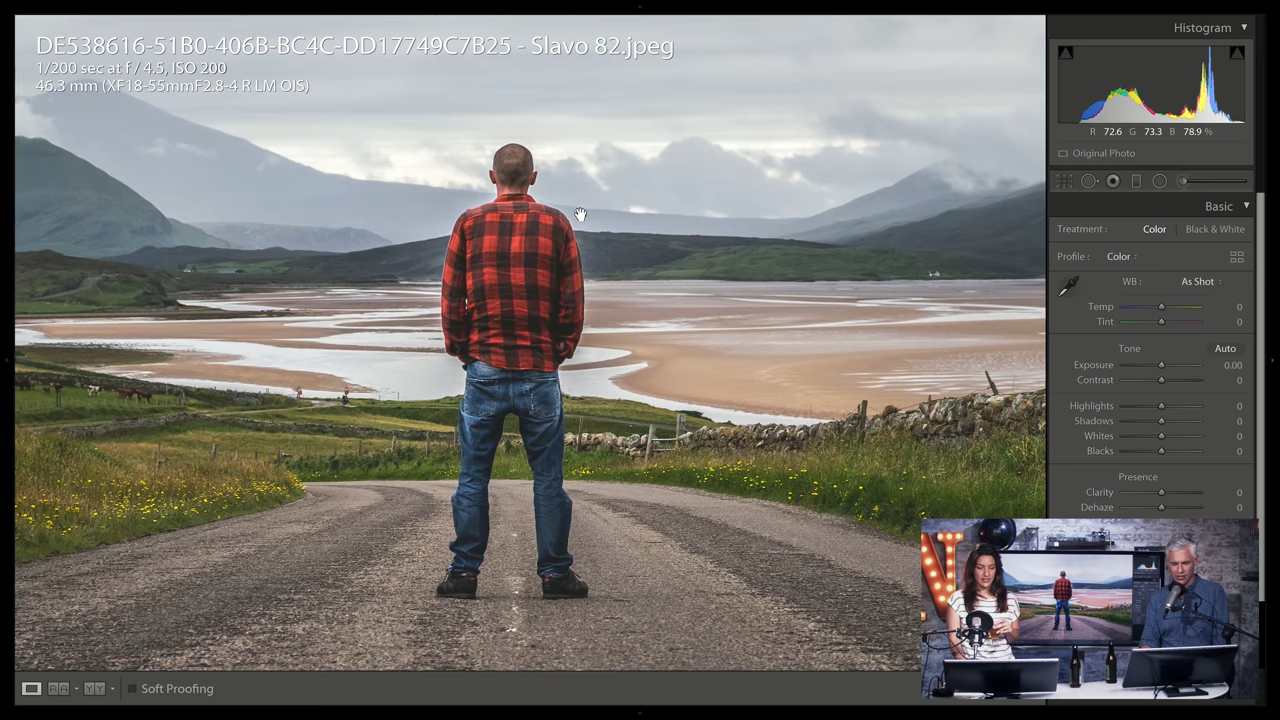 DE538616-51B0-406B-BC4C-DD17749C7B25 - Slavo 82.jpeg
1/200 sec at f / 4.5, ISO 200
46.3 mm (XF18-55mmF2.8-4 R LM OIS)
Histogram
R 72.6 G 73.3 B 78.9 %
Original Photo
Basic
Treatment : Color Black & White
Profile : Color
WB : As Shot
Temp 0
Tint 0
Tone Auto
Exposure 0.00
Contrast 0
Highlights 0
Shadows 0
Whites 0
Blacks 0
Presence
Clarity 0
Dehaze 0
N
R A Y Y Soft Proofing